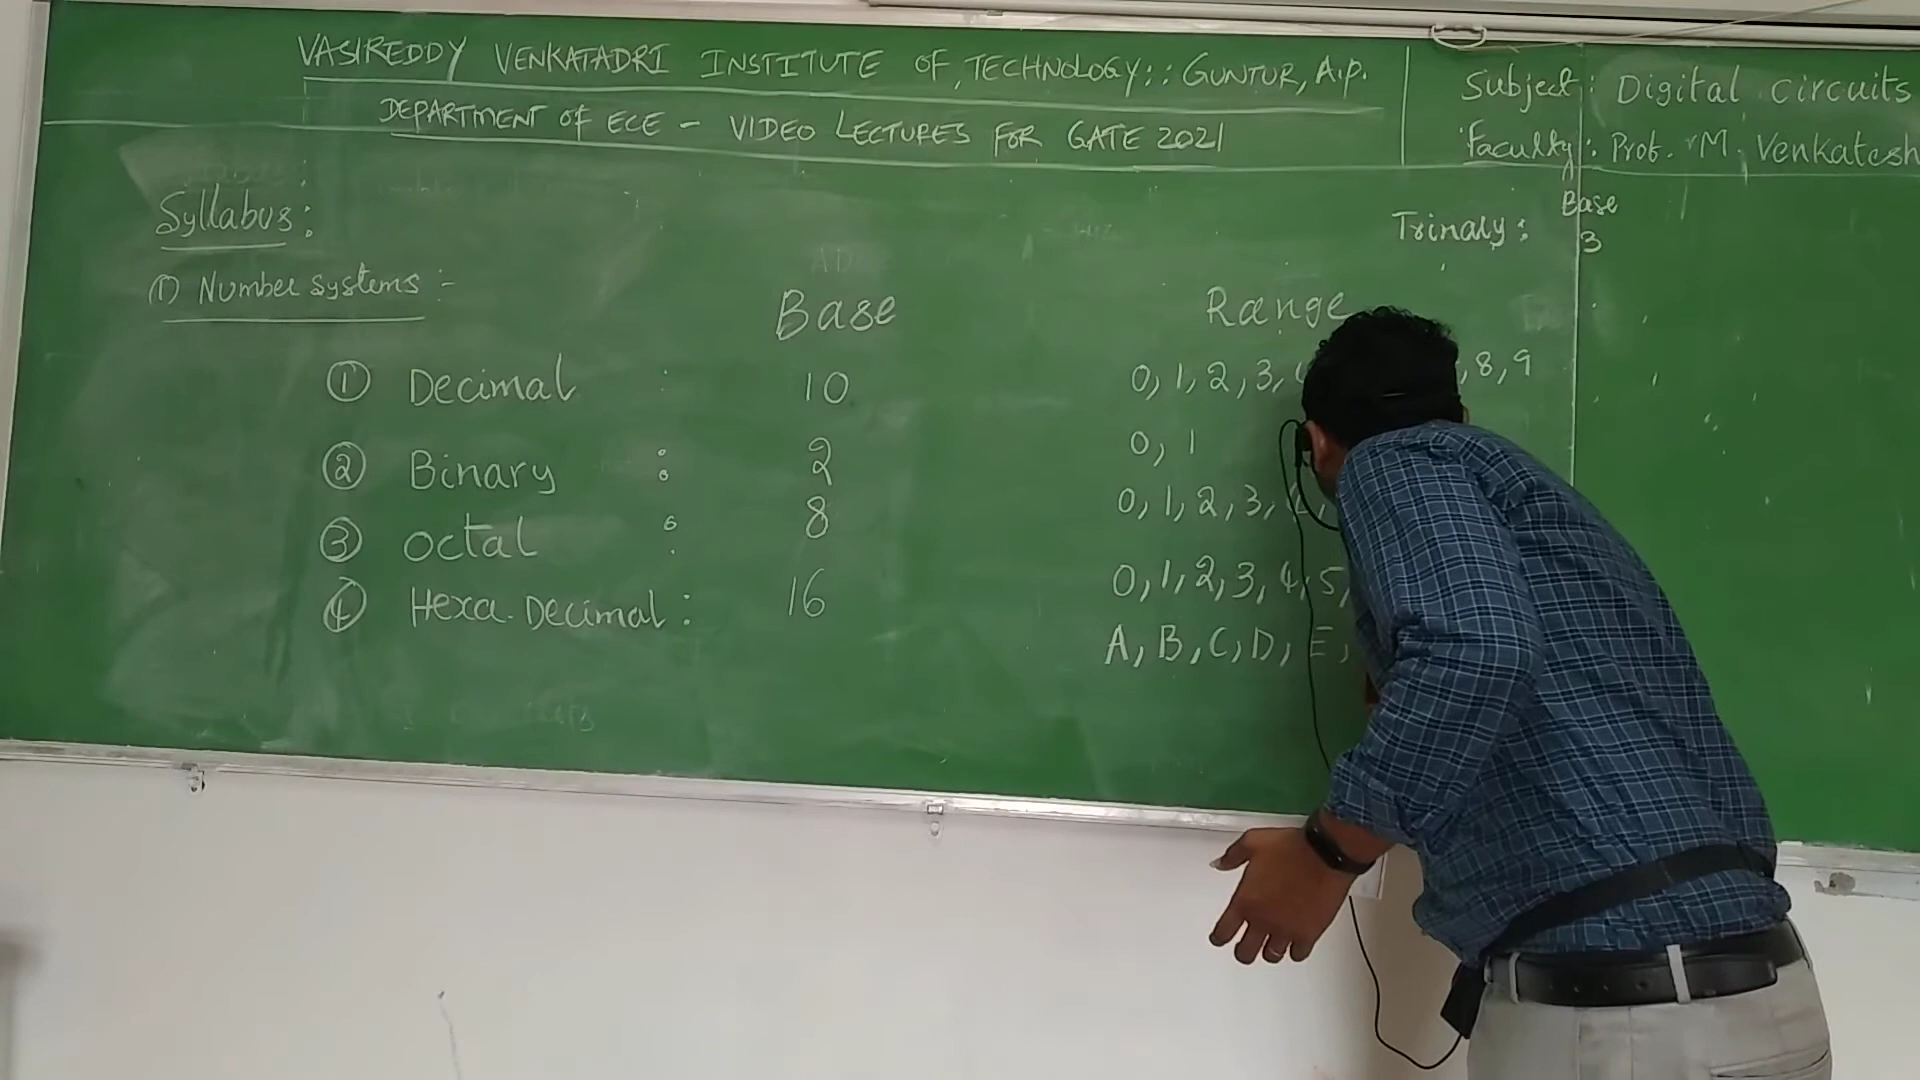 VASIREDDY VENKATADRI INSTITUTE OF TECHNOLOGY:: GUNTUR, A.P.
DEPARTMENT OF ECE - VIDEO LECTURES FOR GATE 2021
Subject: Digital circuits
Faculty: Prof. M. Venkatesh
Syllabus:
① Number systems :-
Base
Trinary: 3
Base Range
① Decimal : 10 0, 1, 2, 3, 8, 9
② Binary : 2 0, 1
③ Octal : 8 0, 1, 2, 3,
④ Hexa-Decimal: 16 0, 1, 2, 3, 4, 5,
A, B, C, D, E,